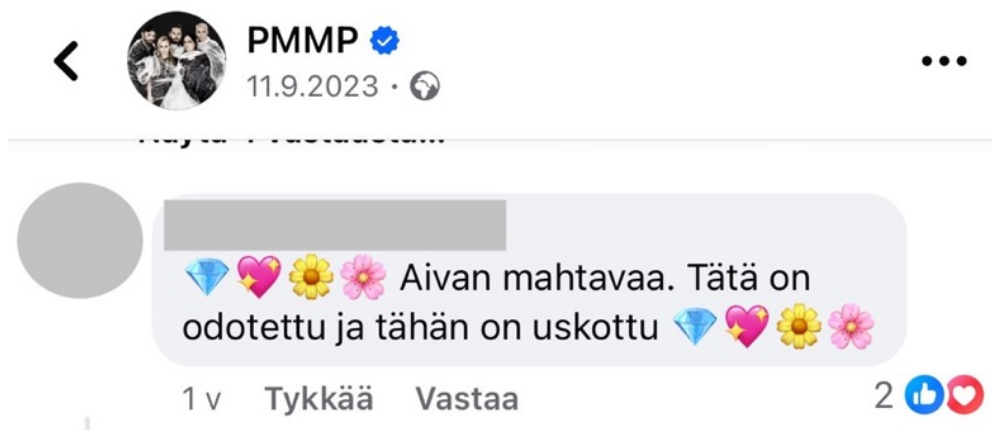 PMMP
11.9.2023 ·
💎💖🌼🌸 Aivan mahtavaa. Tätä on
odotettu ja tähän on uskottu 💎💖🌼🌸
1 v Tykkää Vastaa 2